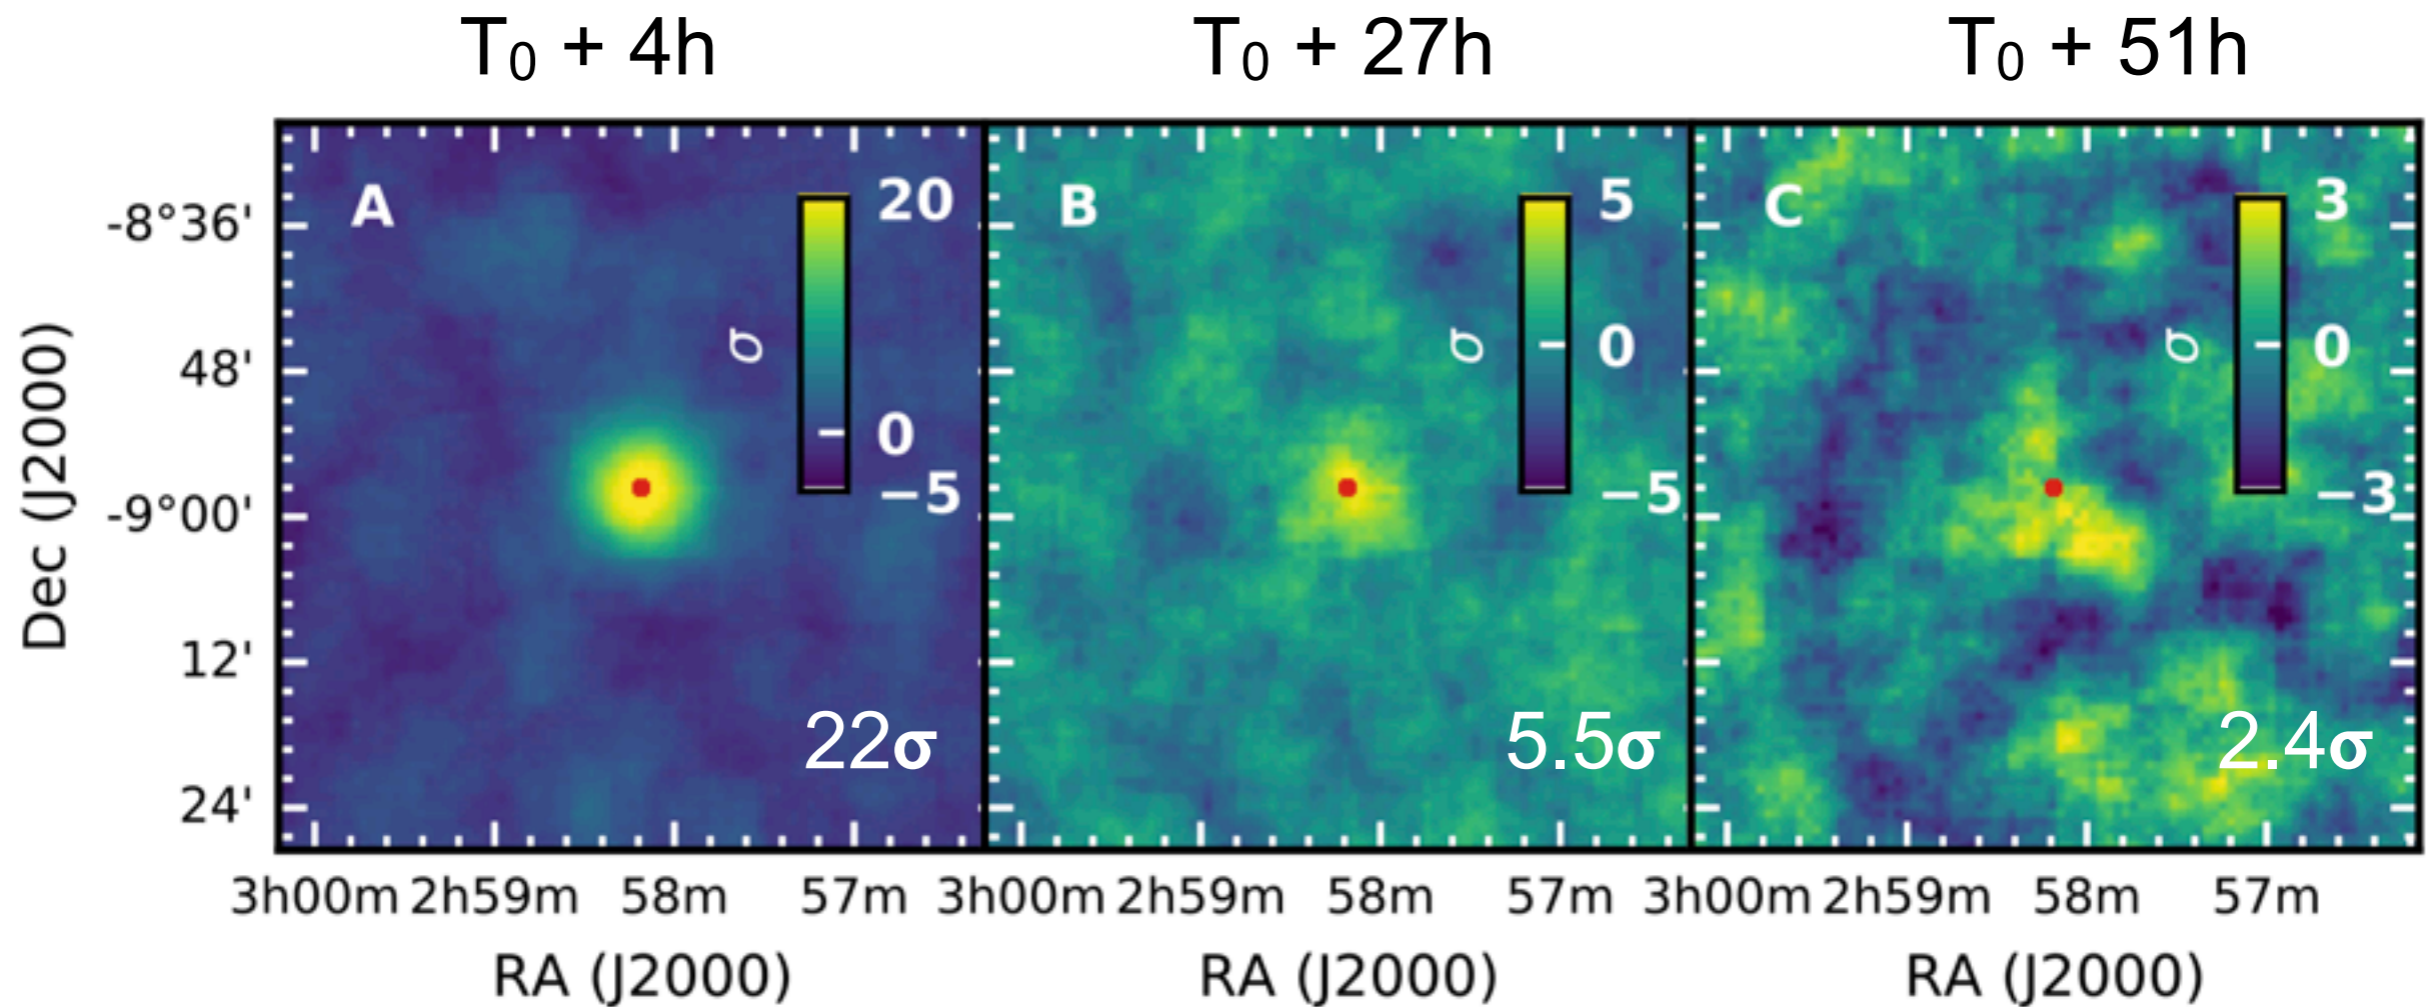 T₀ + 4h
T₀ + 27h
T₀ + 51h
Dec (J2000)
-8°36'
48'
-9°00'
12'
24'
A
σ
20
0
−5
22σ
B
σ
5
0
−5
5.5σ
C
σ
3
0
−3
2.4σ
3h00m 2h59m 58m 57m
3h00m 2h59m 58m 57m
3h00m 2h59m 58m 57m
RA (J2000)
RA (J2000)
RA (J2000)